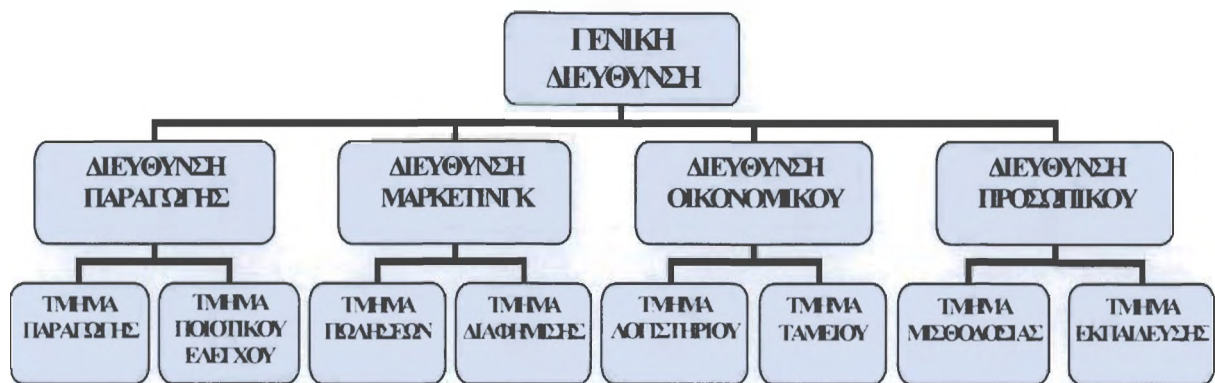 ΓΕΝΙΚΗ
ΔΙΕΥΘΥΝΣΗ
ΔΙΕΥΘΥΝΣΗ
ΠΑΡΑΓΩΓΗΣ
ΔΙΕΥΘΥΝΣΗ
ΜΑΡΚΕΤΙΝΓΚ
ΔΙΕΥΘΥΝΣΗ
ΟΙΚΟΝΟΜΙΚΟΥ
ΔΙΕΥΘΥΝΣΗ
ΠΡΟΣΩΠΙΚΟΥ
ΤΜΗΜΑ
ΠΑΡΑΓΩΓΗΣ
ΤΜΗΜΑ
ΠΟΙΟΤΙΚΟΥ
ΕΛΕΓΧΟΥ
ΤΜΗΜΑ
ΠΩΛΗΣΕΩΝ
ΤΜΗΜΑ
ΔΙΑΦΗΜΙΣΗΣ
ΤΜΗΜΑ
ΛΟΓΙΣΤΗΡΙΟΥ
ΤΜΗΜΑ
ΤΑΜΕΙΟΥ
ΤΜΗΜΑ
ΜΙΣΘΟΔΟΣΙΑΣ
ΤΜΗΜΑ
ΕΚΠΑΙΔΕΥΣΗΣ